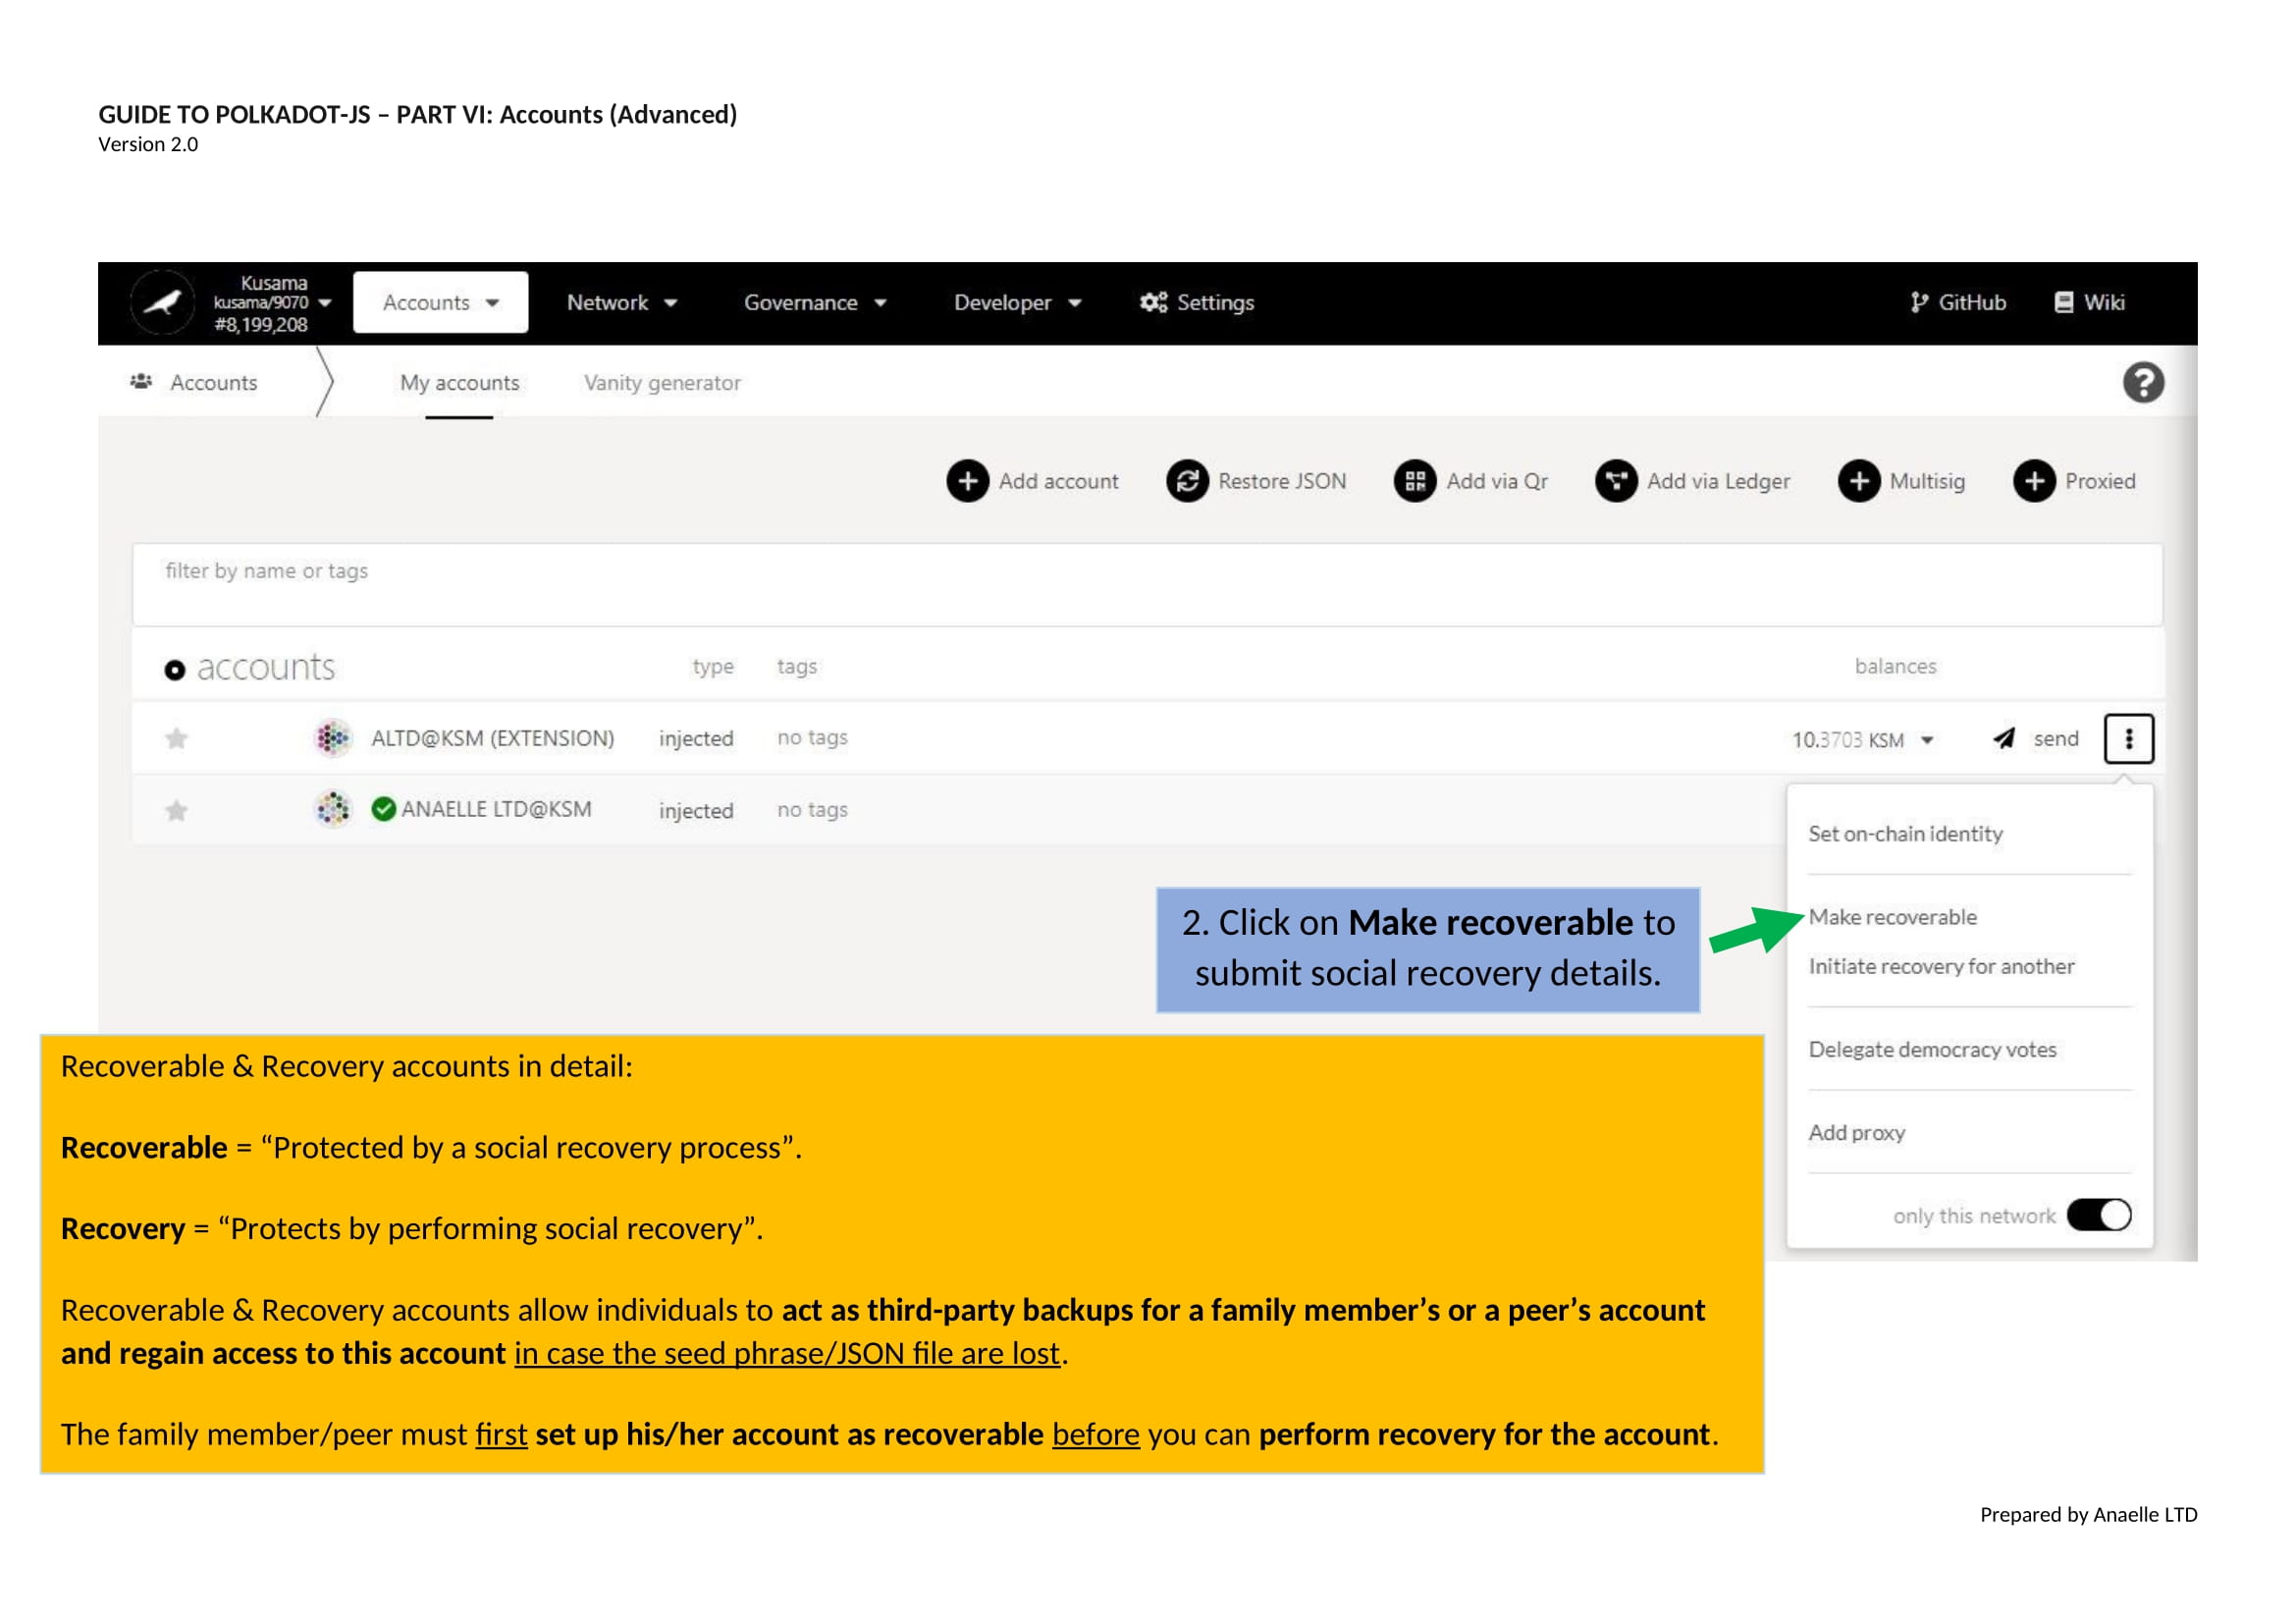 GUIDE TO POLKADOT-JS – PART VI: Accounts (Advanced)
Version 2.0
Kusama
kusama/9070
#8,199,208
Accounts
Network
Governance
Developer
Settings
GitHub
Wiki
Accounts
My accounts
Vanity generator
Add account
Restore JSON
Add via Qr
Add via Ledger
Multisig
Proxied
filter by name or tags
accounts
type
tags
balances
ALTD@KSM (EXTENSION)
injected
no tags
10.3703 KSM
send
ANAELLE LTD@KSM
injected
no tags
Set on-chain identity
Make recoverable
Initiate recovery for another
Delegate democracy votes
Add proxy
only this network
2. Click on Make recoverable to
submit social recovery details.
Recoverable & Recovery accounts in detail:
Recoverable = “Protected by a social recovery process”.
Recovery = “Protects by performing social recovery”.
Recoverable & Recovery accounts allow individuals to act as third-party backups for a family member’s or a peer’s account
and regain access to this account in case the seed phrase/JSON file are lost.
The family member/peer must first set up his/her account as recoverable before you can perform recovery for the account.
Prepared by Anaelle LTD